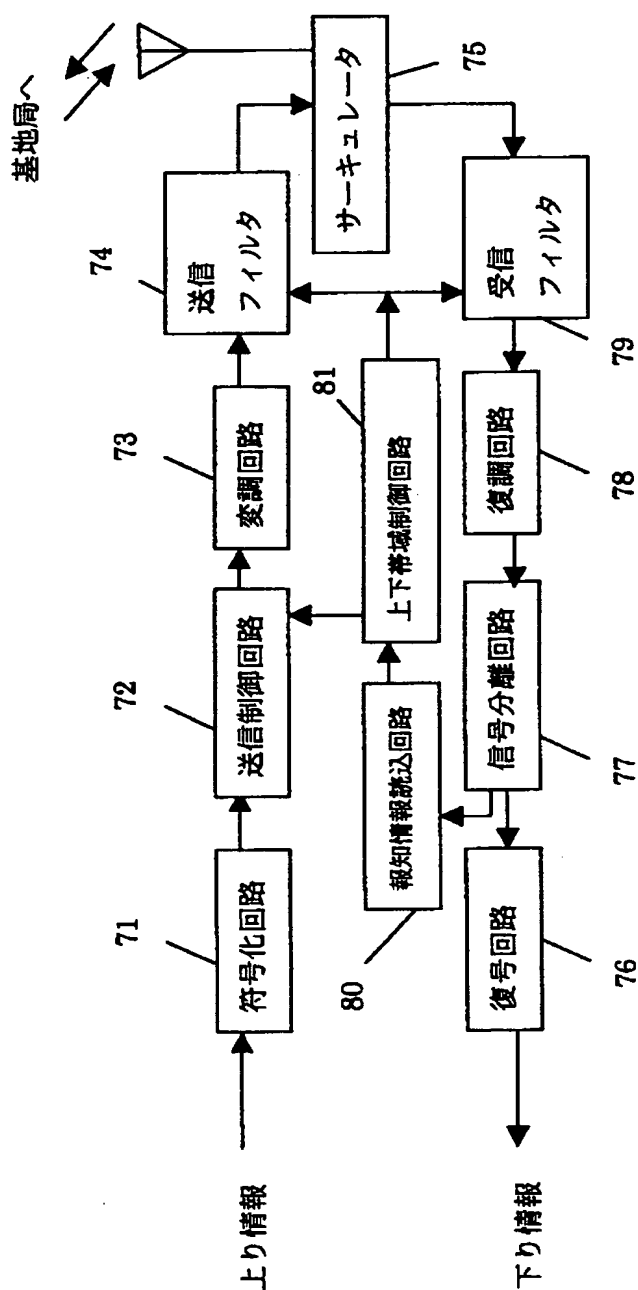 基地局へ
上り情報
71
符号化回路
72
送信制御回路
73
変調回路
74
送信
フィルタ
サーキュレータ
75
81
上下帯域制御回路
報知情報読込回路
80
下り情報
復号回路
76
信号分離回路
77
復調回路
78
受信
フィルタ
79